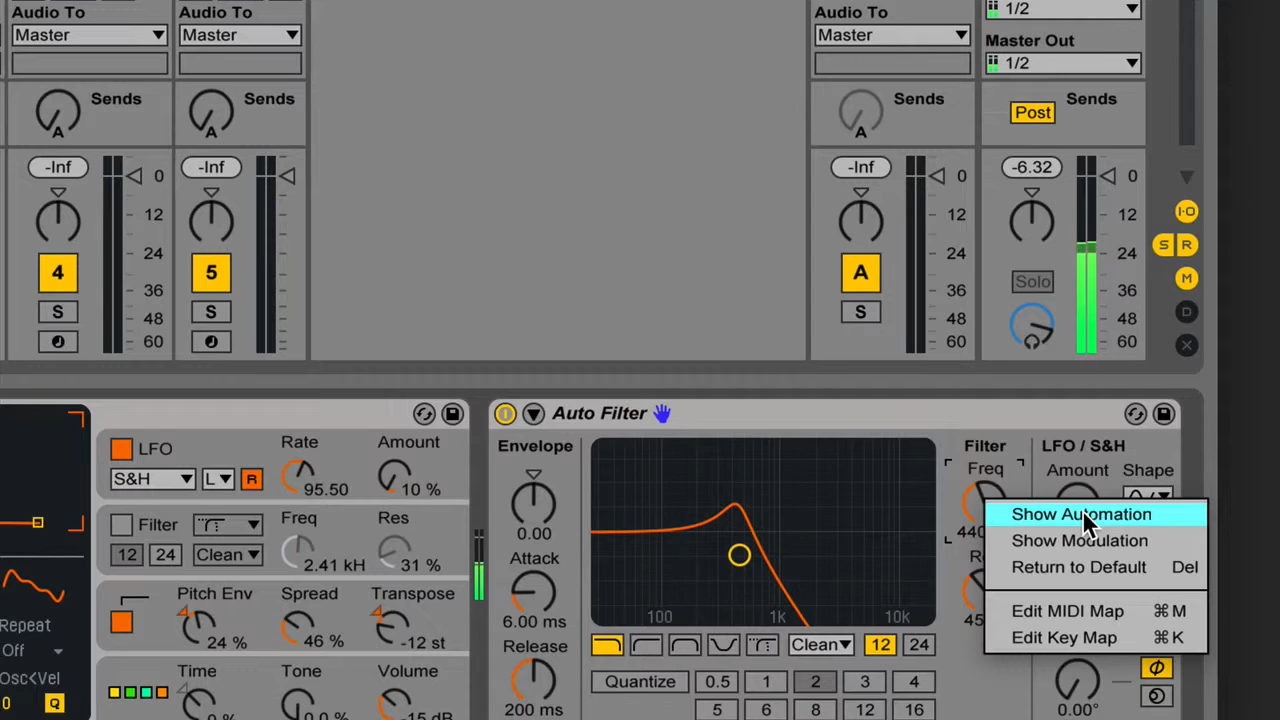 Audio To
Audio To
Audio To
1/2
Master
Master
Master
Master Out
1/2
Sends
Sends
Sends
Sends
A
A
A
Post
-Inf
-Inf
-Inf
-6.32
0
0
0
12
12
12
24
24
24
36
36
36
48
48
48
60
60
60
4
5
A
Solo
S
S
S
I·O
S
R
M
D
X
LFO
Rate
Amount
S&H
L
R
95.50
10 %
Filter
Freq
Res
12
24
Clean
2.41 kH
31 %
Pitch Env
Spread
Transpose
24 %
46 %
-12 st
Time
Tone
Volume
0 %
0.0 %
-15 dB
Repeat
Off
Osc<Vel
0
Q
Auto Filter
Envelope
0.00
Attack
6.00 ms
Release
200 ms
100
1k
10k
Clean
12
24
Quantize
0.5
1
2
3
4
5
6
8
12
16
Filter
Freq
LFO / S&H
Amount
Shape
Show Automation
Show Modulation
Return to Default Del
Edit MIDI Map ⌘ M
Edit Key Map ⌘ K
0.00°